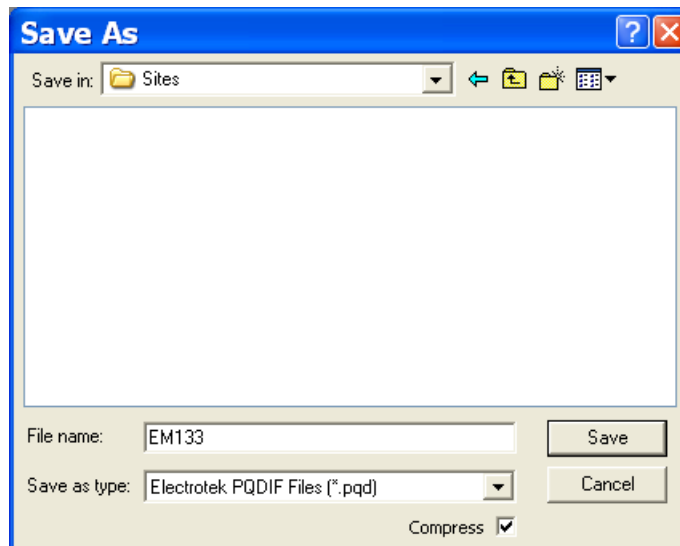 Save As
Save in: Sites
File name: EM133 Save
Save as type: Electrotek PQDIF Files (*.pqd) Cancel
Compress